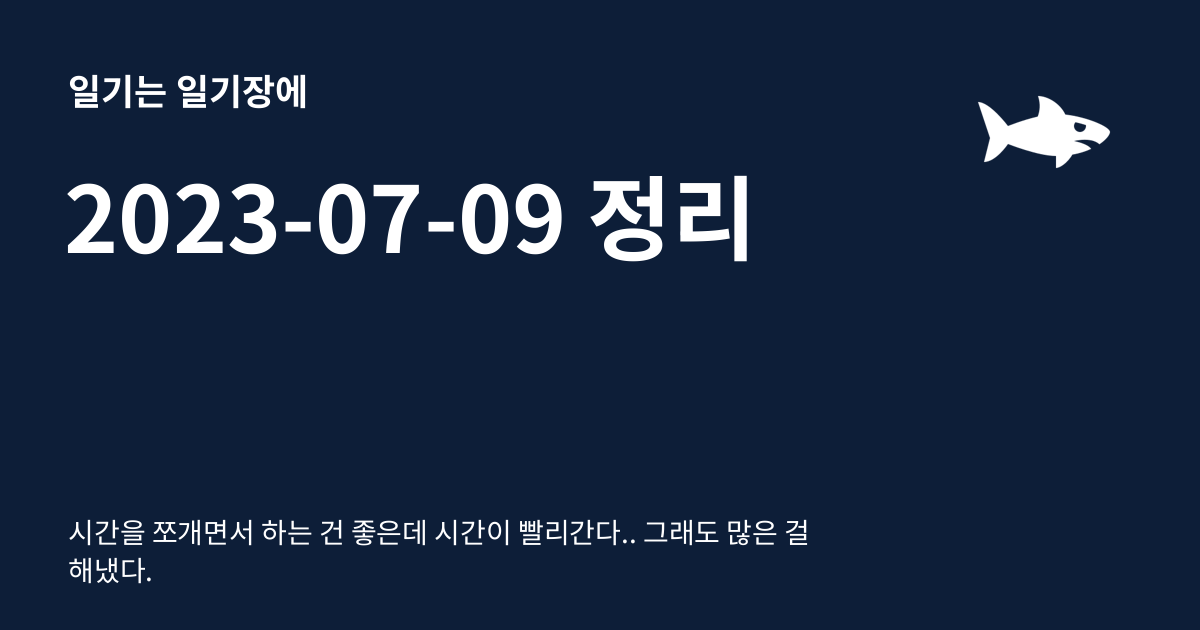 일기는 일기장에
2023-07-09 정리
시간을 쪼개면서 하는 건 좋은데 시간이 빨리간다.. 그래도 많은 걸
해냈다.